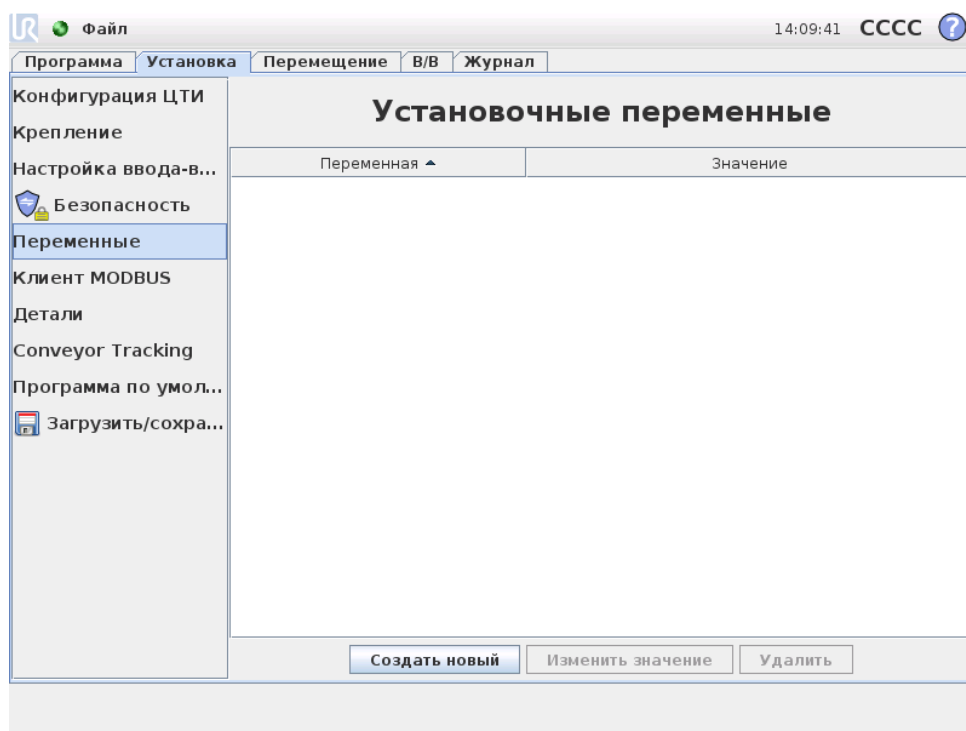 UR Файл 14:09:41 CCCC ?
Программа Установка Перемещение В/В Журнал
Конфигурация ЦТИ
Крепление
Настройка ввода-в...
Безопасность
Переменные
Клиент MODBUS
Детали
Conveyor Tracking
Программа по умол...
Загрузить/сохра...
Установочные переменные
Переменная Значение
Создать новый Изменить значение Удалить